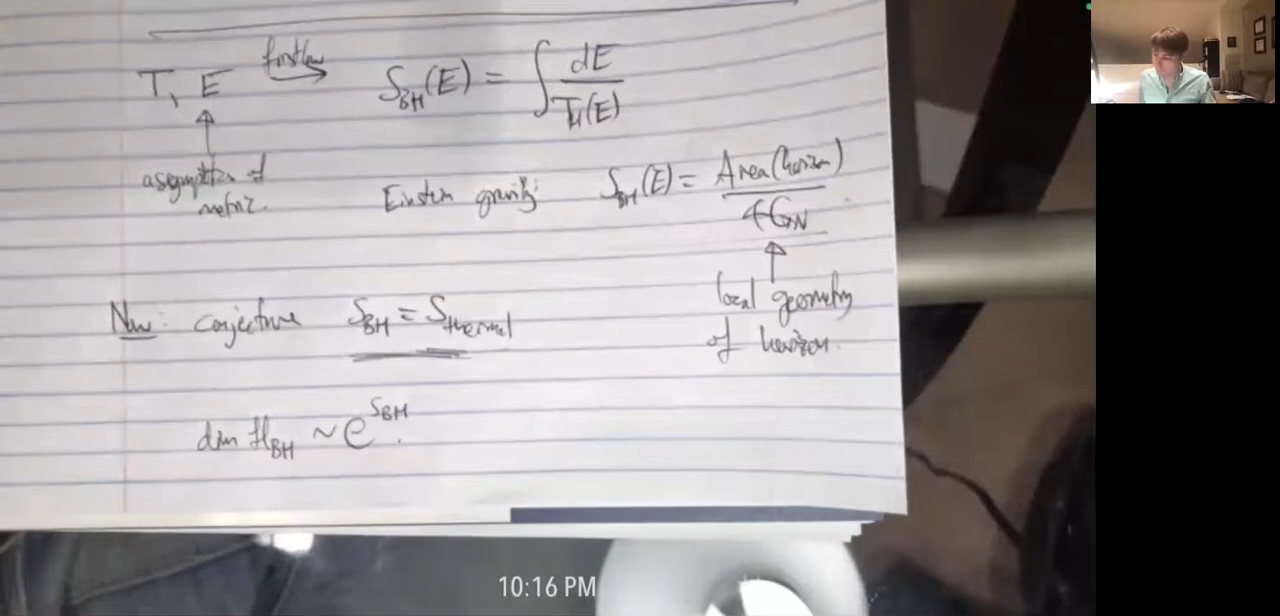 T, E first law → S_BH(E) = ∫ dE / T_H(E)
↑
asymptotics of
metric.
Einstein gravity: S_BH(E) = Area(horizon) / 4G_N
↑
local geometry
of horizon.
Now: conjecture S_BH = S_thermal
dim H_BH ~ e^{S_BH}.
10:16 PM